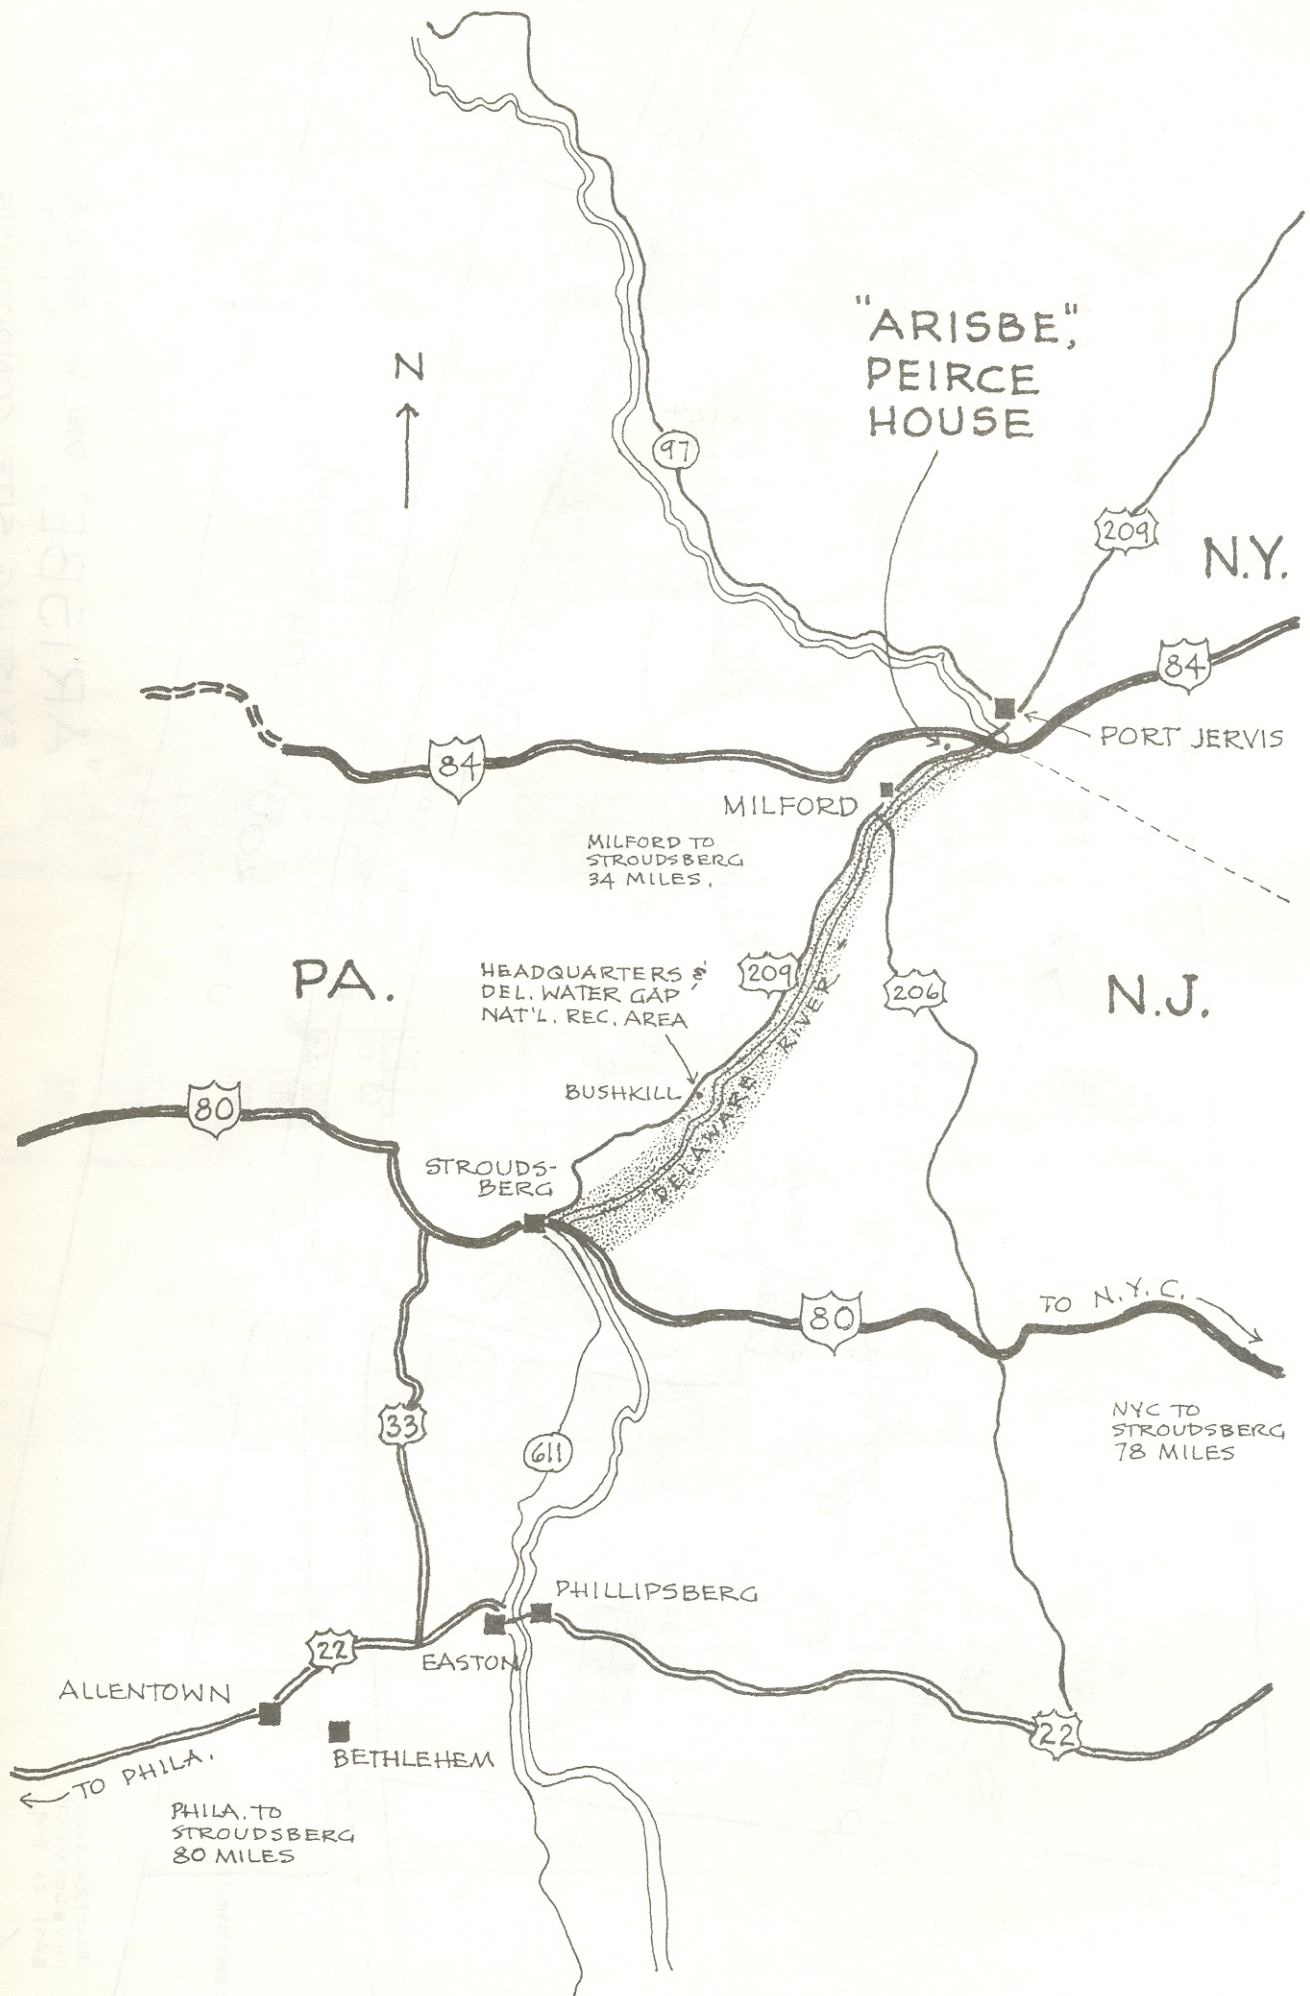 "ARISBE",
PEIRCE
HOUSE
N
97
209
N.Y.
84
PORT JERVIS
84
MILFORD
MILFORD TO
STROUDSBERG
34 MILES.
PA.
HEADQUARTERS &
DEL. WATER GAP
NAT'L. REC. AREA
209
206
N.J.
DELAWARE RIVER
BUSHKILL
80
STROUDS-
BERG
80
TO N.Y.C.
NYC TO
STROUDSBERG
78 MILES
33
611
PHILLIPSBERG
EASTON
22
ALLENTOWN
BETHLEHEM
22
TO PHILA.
PHILA. TO
STROUDSBERG
80 MILES